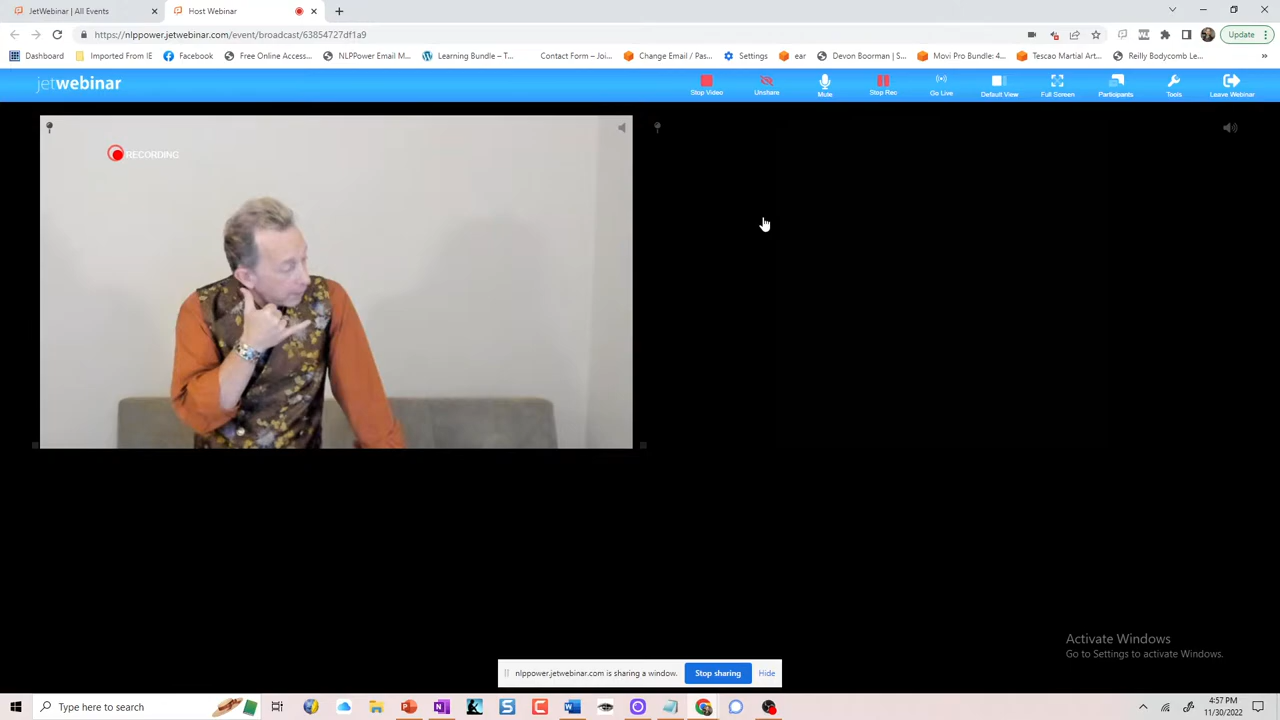 JetWebinar | All Events
Host Webinar
https://nlppower.jetwebinar.com/event/broadcast/63854727df1a9
Update
Dashboard
Imported From IE
Facebook
Free Online Access...
NLPPower Email M...
Learning Bundle – T...
Contact Form – Joi...
Change Email / Pas...
Settings
ear
Devon Boorman | S...
Movi Pro Bundle: 4...
Tescao Martial Art...
Reilly Bodycomb Le...
jetwebinar
Stop Video
Unshare
Mute
Stop Rec
Go Live
Default View
Full Screen
Participants
Tools
Leave Webinar
RECORDING
Activate Windows
Go to Settings to activate Windows.
nlppower.jetwebinar.com is sharing a window.
Stop sharing
Hide
Type here to search
4:57 PM
11/30/2022